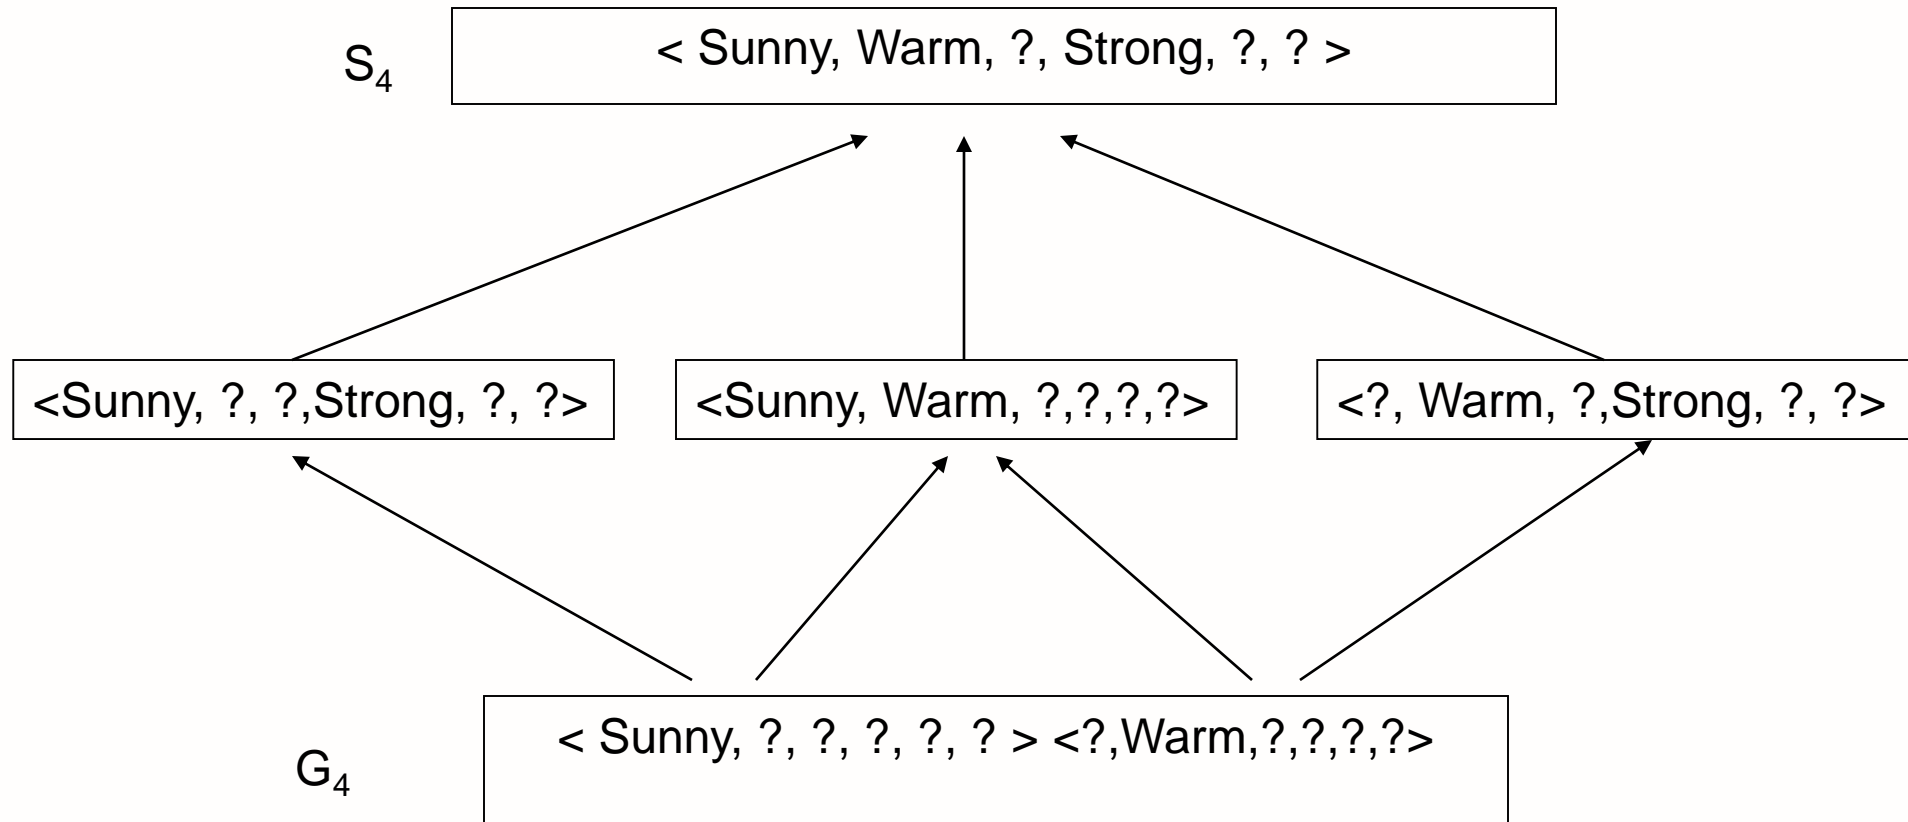 < Sunny, Warm, ?, Strong, ?, ? >
S4
<Sunny, ?, ?,Strong, ?, ?>
<Sunny, Warm, ?,?,?,?>
<?, Warm, ?,Strong, ?, ?>
< Sunny, ?, ?, ?, ?, ? > <?,Warm,?,?,?,?>
G4